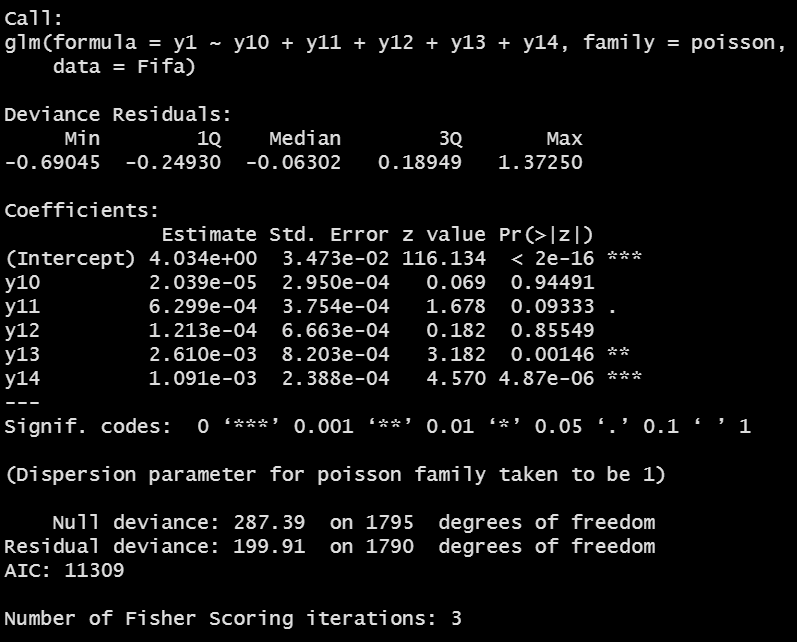 Call:
glm(formula = y1 ~ y10 + y11 + y12 + y13 + y14, family = poisson,
    data = Fifa)

Deviance Residuals:
     Min        1Q    Median        3Q       Max
-0.69045  -0.24930  -0.06302   0.18949   1.37250

Coefficients:
             Estimate Std. Error z value Pr(>|z|)
(Intercept) 4.034e+00  3.473e-02 116.134  < 2e-16 ***
y10         2.039e-05  2.950e-04   0.069  0.94491
y11         6.299e-04  3.754e-04   1.678  0.09333 .
y12         1.213e-04  6.663e-04   0.182  0.85549
y13         2.610e-03  8.203e-04   3.182  0.00146 **
y14         1.091e-03  2.388e-04   4.570 4.87e-06 ***
---
Signif. codes:  0 ‘***’ 0.001 ‘**’ 0.01 ‘*’ 0.05 ‘.’ 0.1 ‘ ’ 1

(Dispersion parameter for poisson family taken to be 1)

    Null deviance: 287.39  on 1795  degrees of freedom
Residual deviance: 199.91  on 1790  degrees of freedom
AIC: 11309

Number of Fisher Scoring iterations: 3